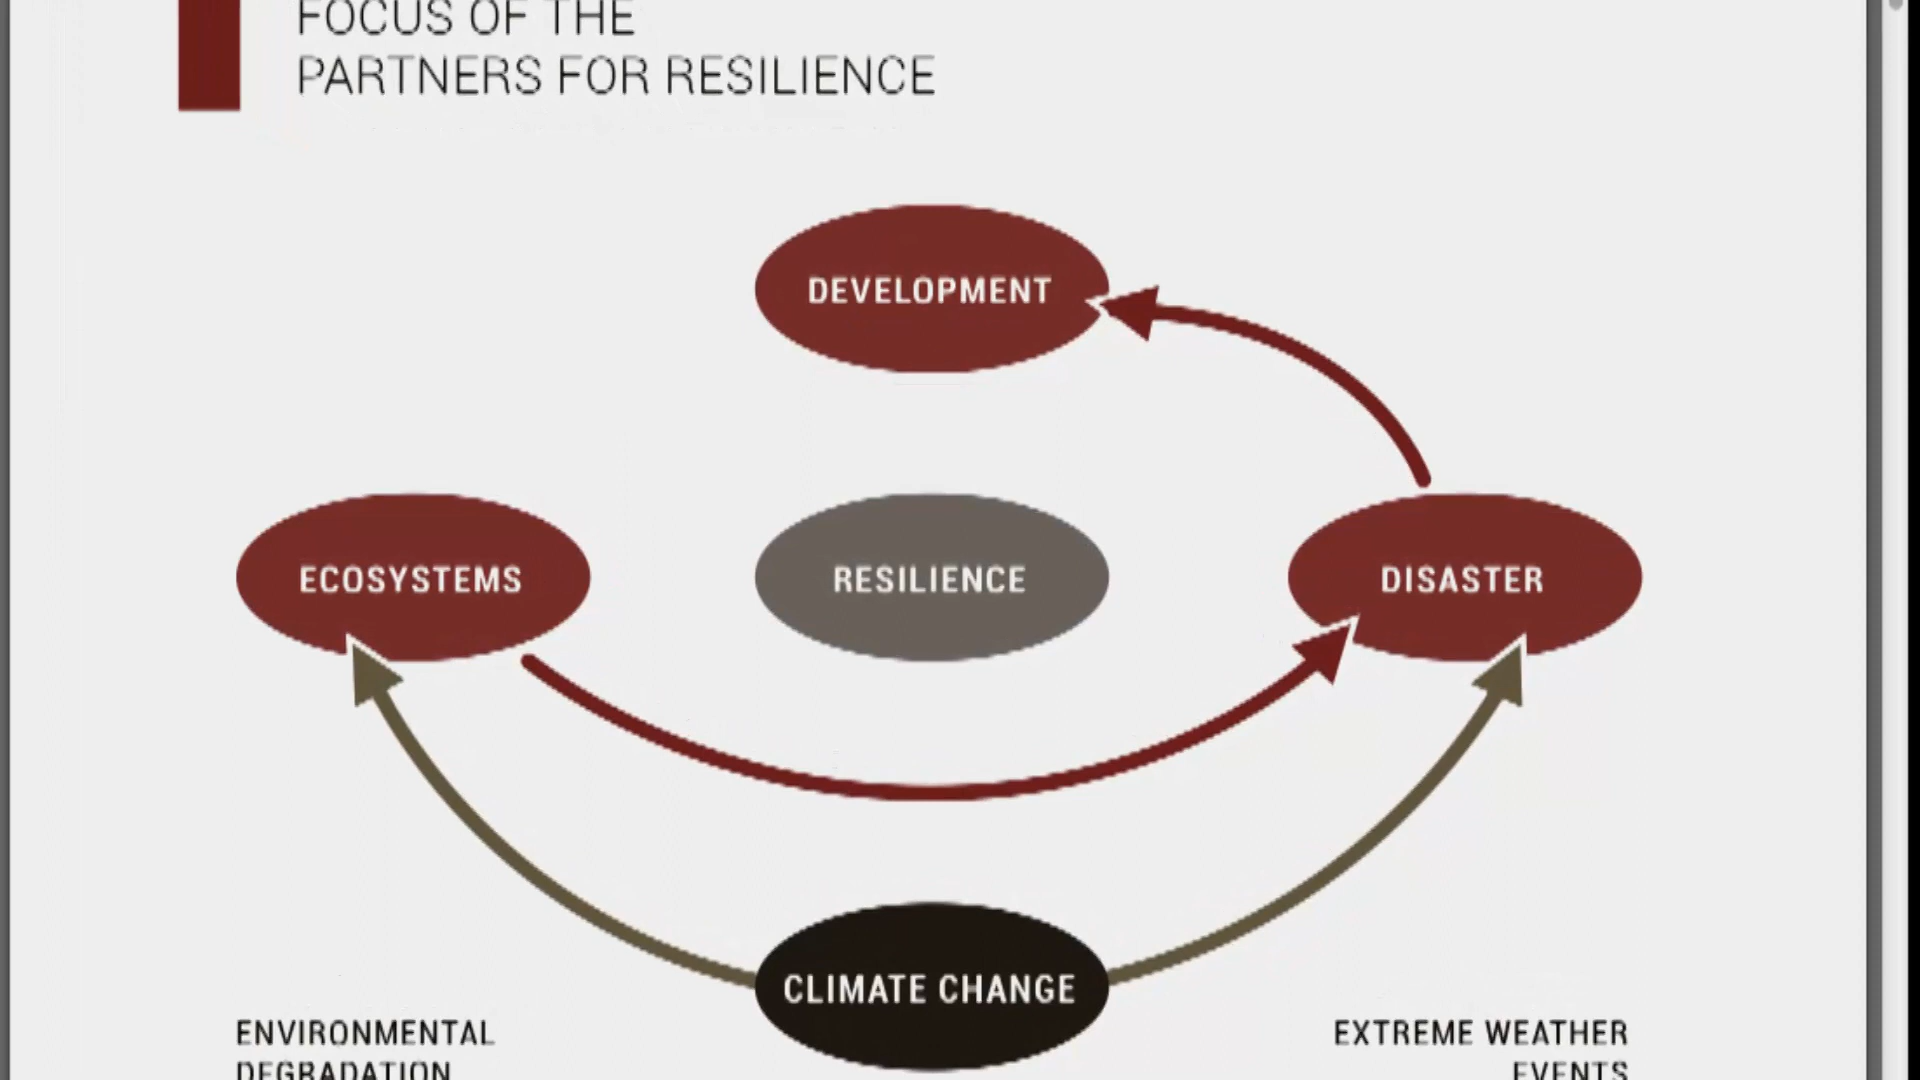 FOCUS OF THE
PARTNERS FOR RESILIENCE
DEVELOPMENT
ECOSYSTEMS
RESILIENCE
DISASTER
CLIMATE CHANGE
ENVIRONMENTAL
DEGRADATION
EXTREME WEATHER
EVENTS